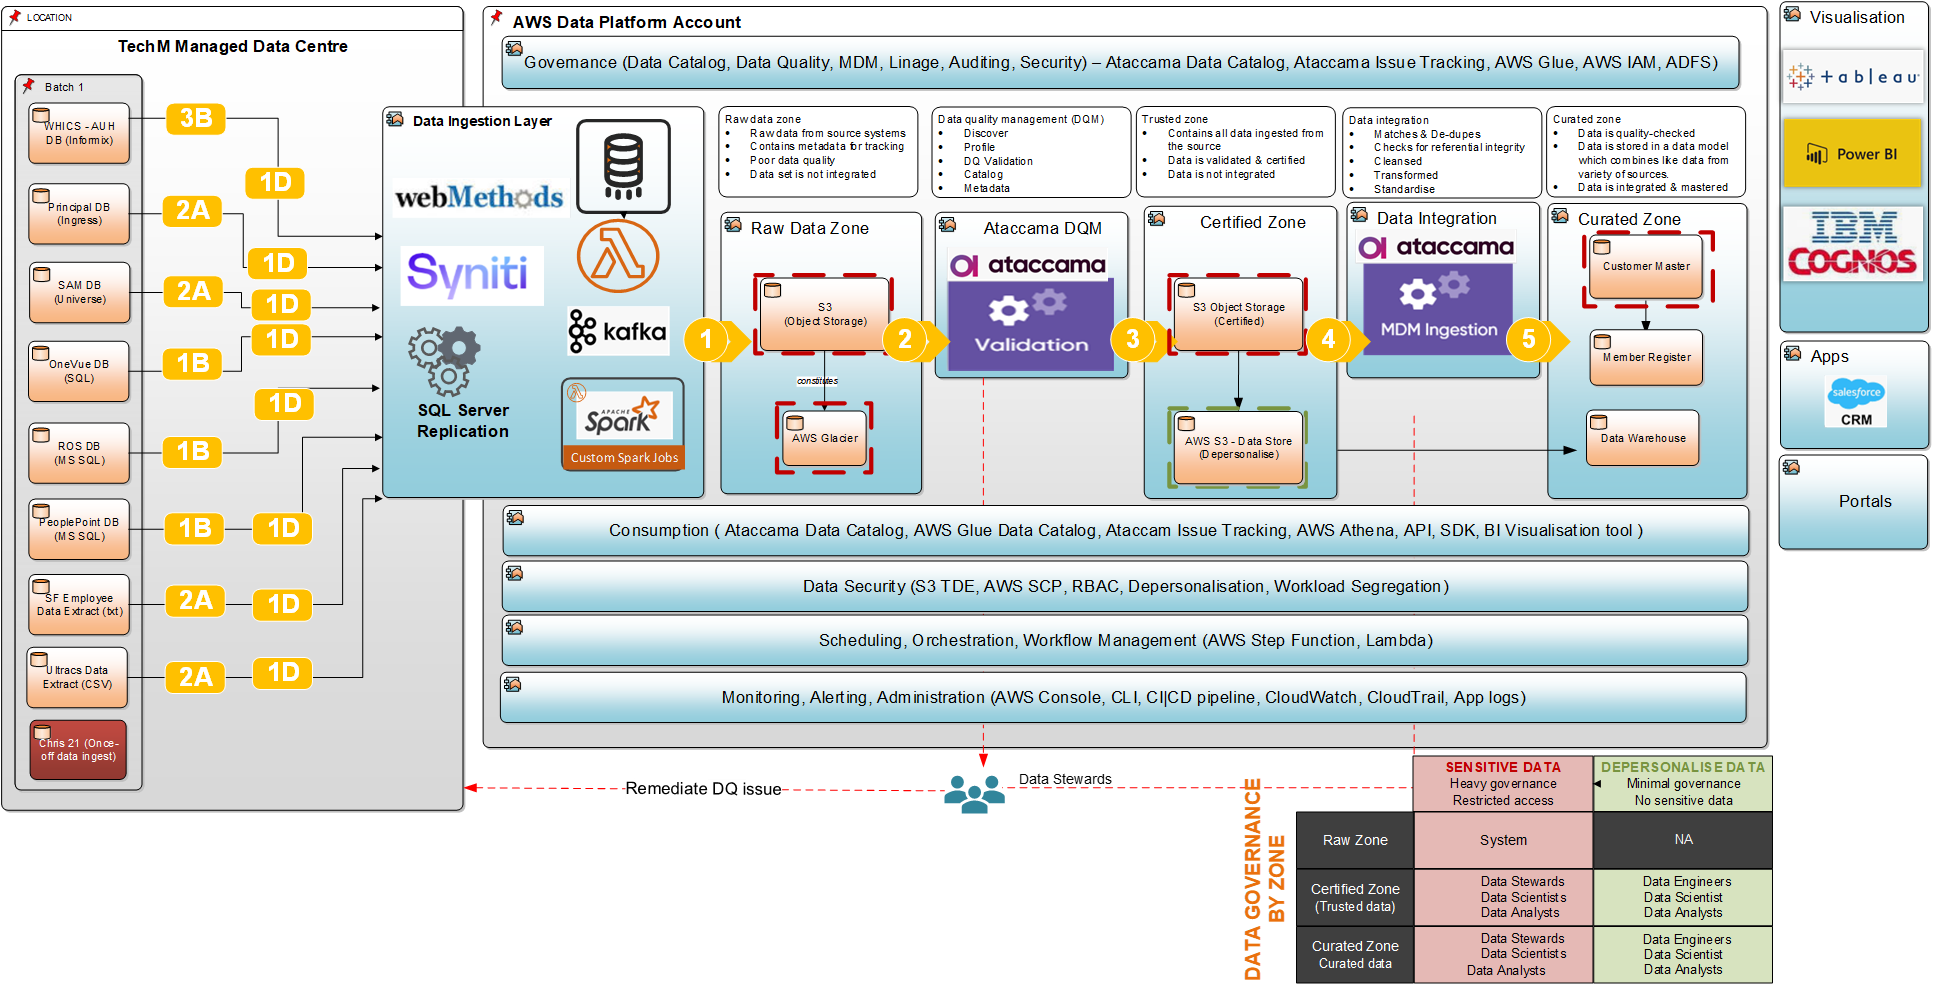 LOCATION
TechM Managed Data Centre
Batch 1
WHICS - AUH
DB (Informix)
3B
1D
Principal DB
(Ingress)
2A
1D
SAM DB
(Universe)
2A
1D
OneVue DB
(SQL)
1B
1D
ROS DB
(MS SQL)
1B
1D
PeoplePoint DB
(MS SQL)
1B
1D
SF Employee
Data Extract (txt)
2A
1D
Ultracs Data
Extract (CSV)
2A
1D
Chris 21 (Once-
off data ingest)
AWS Data Platform Account
Governance (Data Catalog, Data Quality, MDM, Linage, Auditing, Security) – Ataccama Data Catalog, Ataccama Issue Tracking, AWS Glue, AWS IAM, ADFS)
Data Ingestion Layer
webMethods
Syniti
kafka
SQL Server
Replication
APACHE
Spark
Custom Spark Jobs
Raw data zone
• Raw data from source systems
• Contains metadata for tracking
• Poor data quality
• Data set is not integrated
Data quality management (DQM)
• Discover
• Profile
• DQ Validation
• Catalog
• Metadata
Trusted zone
• Contains all data ingested from
the source
• Data is validated & certified
• Data is not integrated
Data integration
• Matches & De-dupes
• Checks for referential integrity
• Cleansed
• Transformed
• Standardise
Curated zone
• Data is quality-checked
• Data is stored in a data model
which combines like data from
variety of sources.
• Data is integrated & mastered
1
Raw Data Zone
S3
(Object Storage)
constitutes
AWS Glacier
2
Ataccama DQM
ataccama
Validation
3
Certified Zone
S3 Object Storage
(Certified)
AWS S3 - Data Store
(Depersonalise)
4
Data Integration
ataccama
MDM Ingestion
5
Curated Zone
Customer Master
Member Register
Data Warehouse
Consumption ( Ataccama Data Catalog, AWS Glue Data Catalog, Ataccam Issue Tracking, AWS Athena, API, SDK, BI Visualisation tool )
Data Security (S3 TDE, AWS SCP, RBAC, Depersonalisation, Workload Segregation)
Scheduling, Orchestration, Workflow Management (AWS Step Function, Lambda)
Monitoring, Alerting, Administration (AWS Console, CLI, CI|CD pipeline, CloudWatch, CloudTrail, App logs)
Visualisation
tableau
Power BI
IBM
COGNOS
Apps
salesforce
CRM
Portals
Remediate DQ issue
Data Stewards
DATA GOVERNANCE
BY ZONE
SENSITIVE DATA
Heavy governance
Restricted access
DEPERSONALISE DATA
Minimal governance
No sensitive data
Raw Zone
System
NA
Certified Zone
(Trusted data)
Data Stewards
Data Scientists
Data Analysts
Data Engineers
Data Scientist
Data Analysts
Curated Zone
Curated data
Data Stewards
Data Scientists
Data Analysts
Data Engineers
Data Scientist
Data Analysts